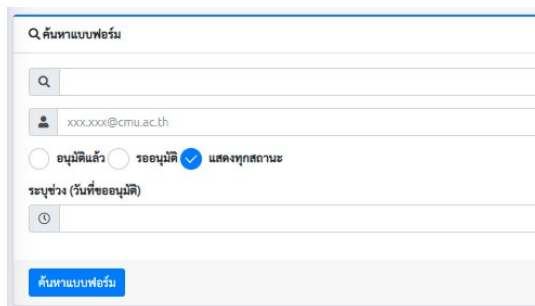 ค้นหาแบบฟอร์ม
xxx.xxx@cmu.ac.th
อนุมัติแล้ว รออนุมัติ แสดงทุกสถานะ
ระบุช่วง (วันที่ขออนุมัติ)
ค้นหาแบบฟอร์ม